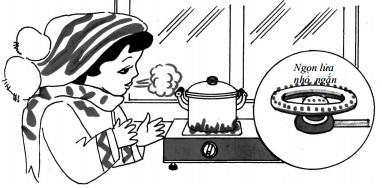 Ngọn lửa
nhỏ, ngắn